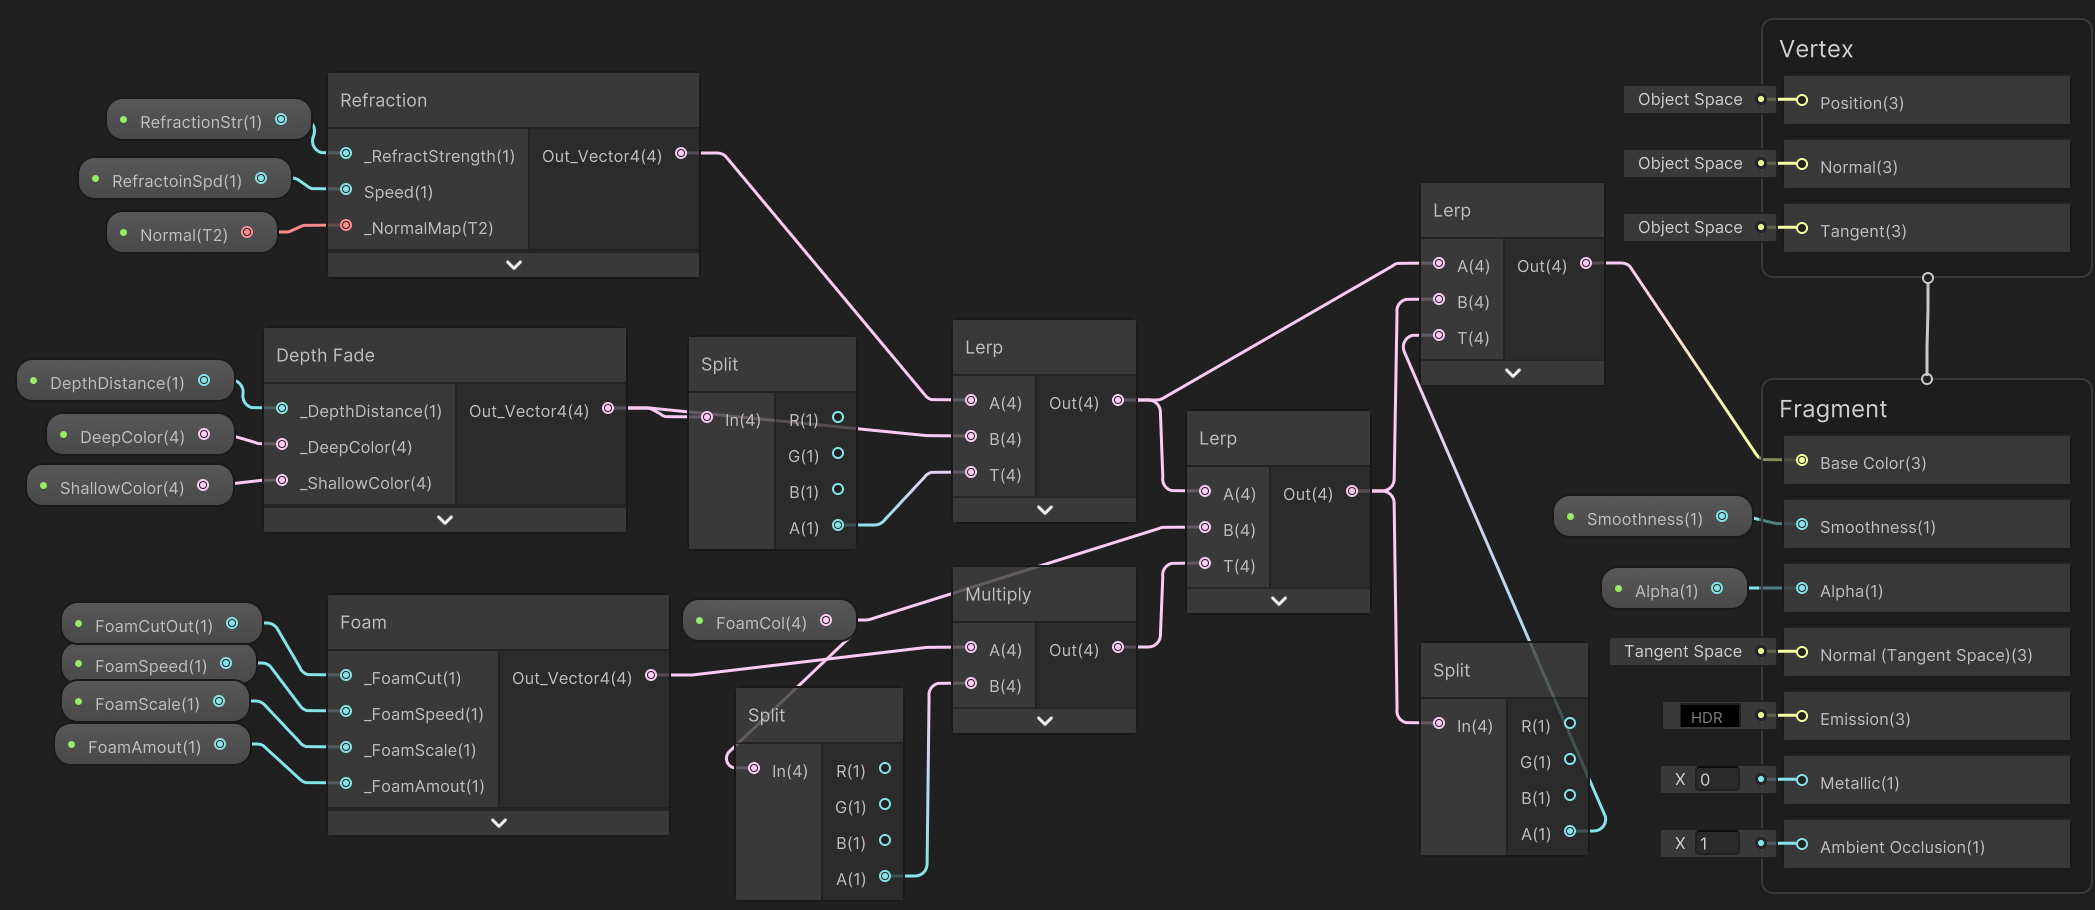 Refraction
RefractionStr(1)
RefractoinSpd(1)
Normal(T2)
_RefractStrength(1)
Speed(1)
_NormalMap(T2)
Out_Vector4(4)
Depth Fade
DepthDistance(1)
DeepColor(4)
ShallowColor(4)
_DepthDistance(1)
_DeepColor(4)
_ShallowColor(4)
Out_Vector4(4)
Split
In(4)
R(1)
G(1)
B(1)
A(1)
Lerp
A(4)
B(4)
T(4)
Out(4)
Foam
FoamCutOut(1)
FoamSpeed(1)
FoamScale(1)
FoamAmout(1)
_FoamCut(1)
_FoamSpeed(1)
_FoamScale(1)
_FoamAmout(1)
Out_Vector4(4)
FoamCol(4)
Split
In(4)
R(1)
G(1)
B(1)
A(1)
Multiply
A(4)
B(4)
Out(4)
Lerp
A(4)
B(4)
T(4)
Out(4)
Lerp
A(4)
B(4)
T(4)
Out(4)
Split
In(4)
R(1)
G(1)
B(1)
A(1)
Vertex
Object Space Position(3)
Object Space Normal(3)
Object Space Tangent(3)
Fragment
Base Color(3)
Smoothness(1) Smoothness(1)
Alpha(1) Alpha(1)
Tangent Space Normal (Tangent Space)(3)
HDR Emission(3)
X 0 Metallic(1)
X 1 Ambient Occlusion(1)